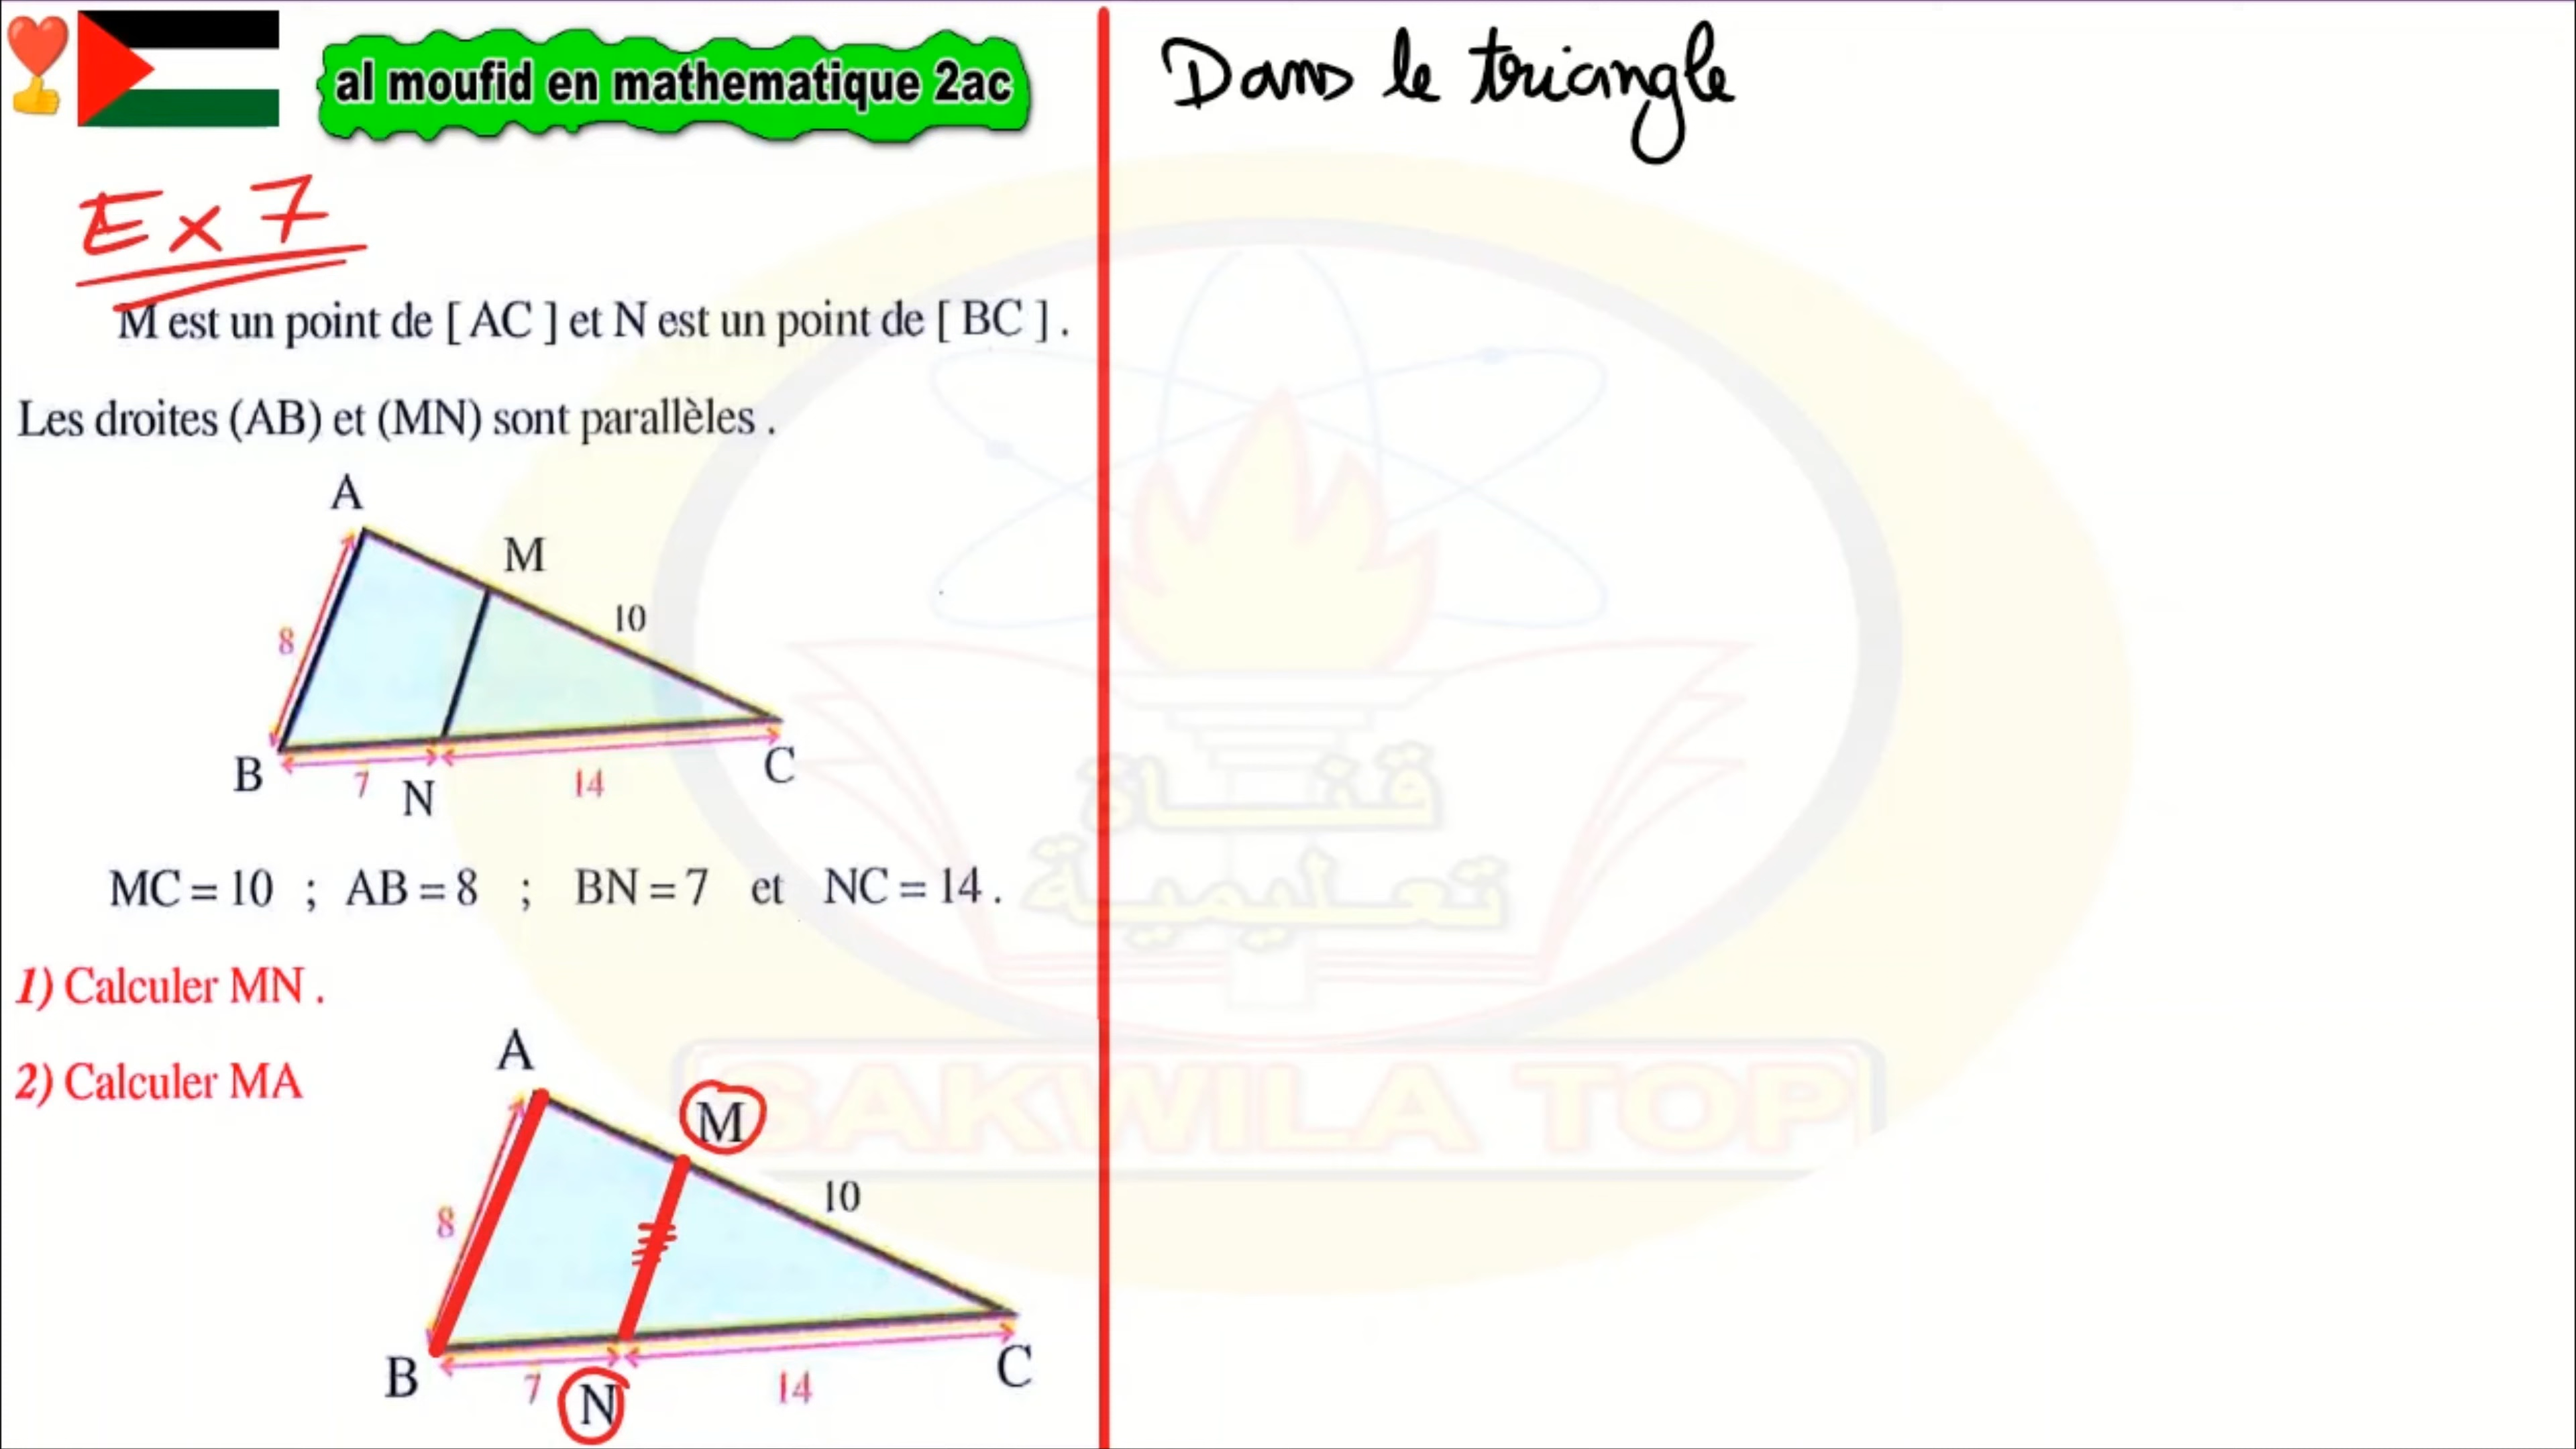 al moufid en mathematique 2ac
Ex 7
M est un point de [ AC ] et N est un point de [ BC ] .
Les droites (AB) et (MN) sont parallèles .
A
M
10
8
B
7
N
14
C
MC = 10 ; AB = 8 ; BN = 7 et NC = 14 .
1) Calculer MN .
2) Calculer MA
A
M
10
8
B
7
N
14
C
Dans le triangle
قناة
تعليمية
SAKWILA TOP